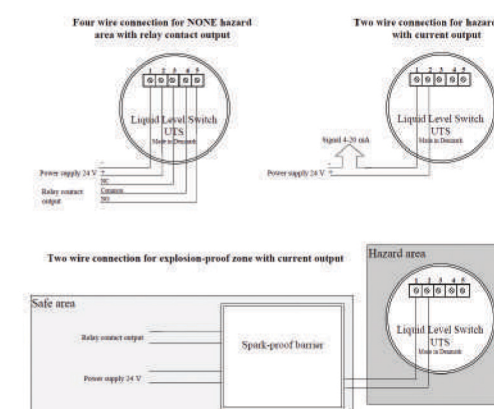 Four wire connection for NONE hazard
area with relay contact output
1 2 3 4 5
Liquid Level Switch
UTS
Made in Denmark
-
Power supply 24 V +
NC
Relay contact Common
output NO
Two wire connection for hazard
with current output
1 2 3 4 5
Liquid Level Switch
UTS
Made in Denmark
Signal 4-20 mA
-
Power supply 24 V +
Two wire connection for explosion-proof zone with current output
Hazard area
1 2 3 4 5
Liquid Level Switch
UTS
Made in Denmark
Safe area
Relay contact output
Spark-proof barrier
Power supply 24 V